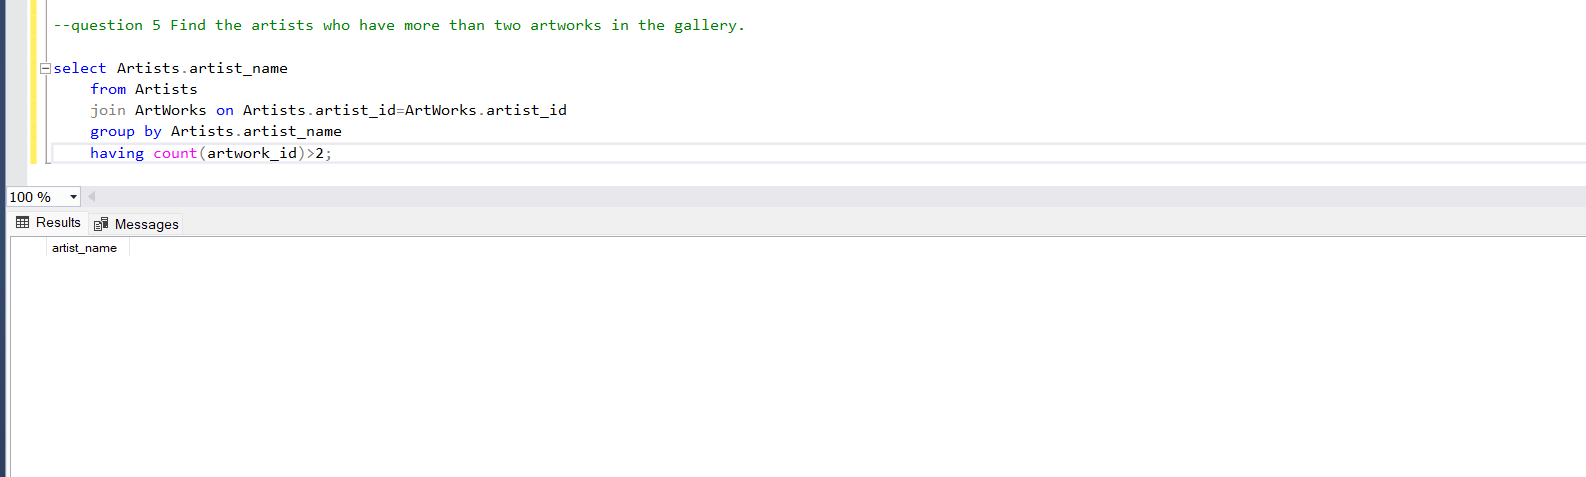 --question 5 Find the artists who have more than two artworks in the gallery.
select Artists.artist_name
from Artists
join ArtWorks on Artists.artist_id=ArtWorks.artist_id
group by Artists.artist_name
having count(artwork_id)>2;
100 %
Results Messages
artist_name